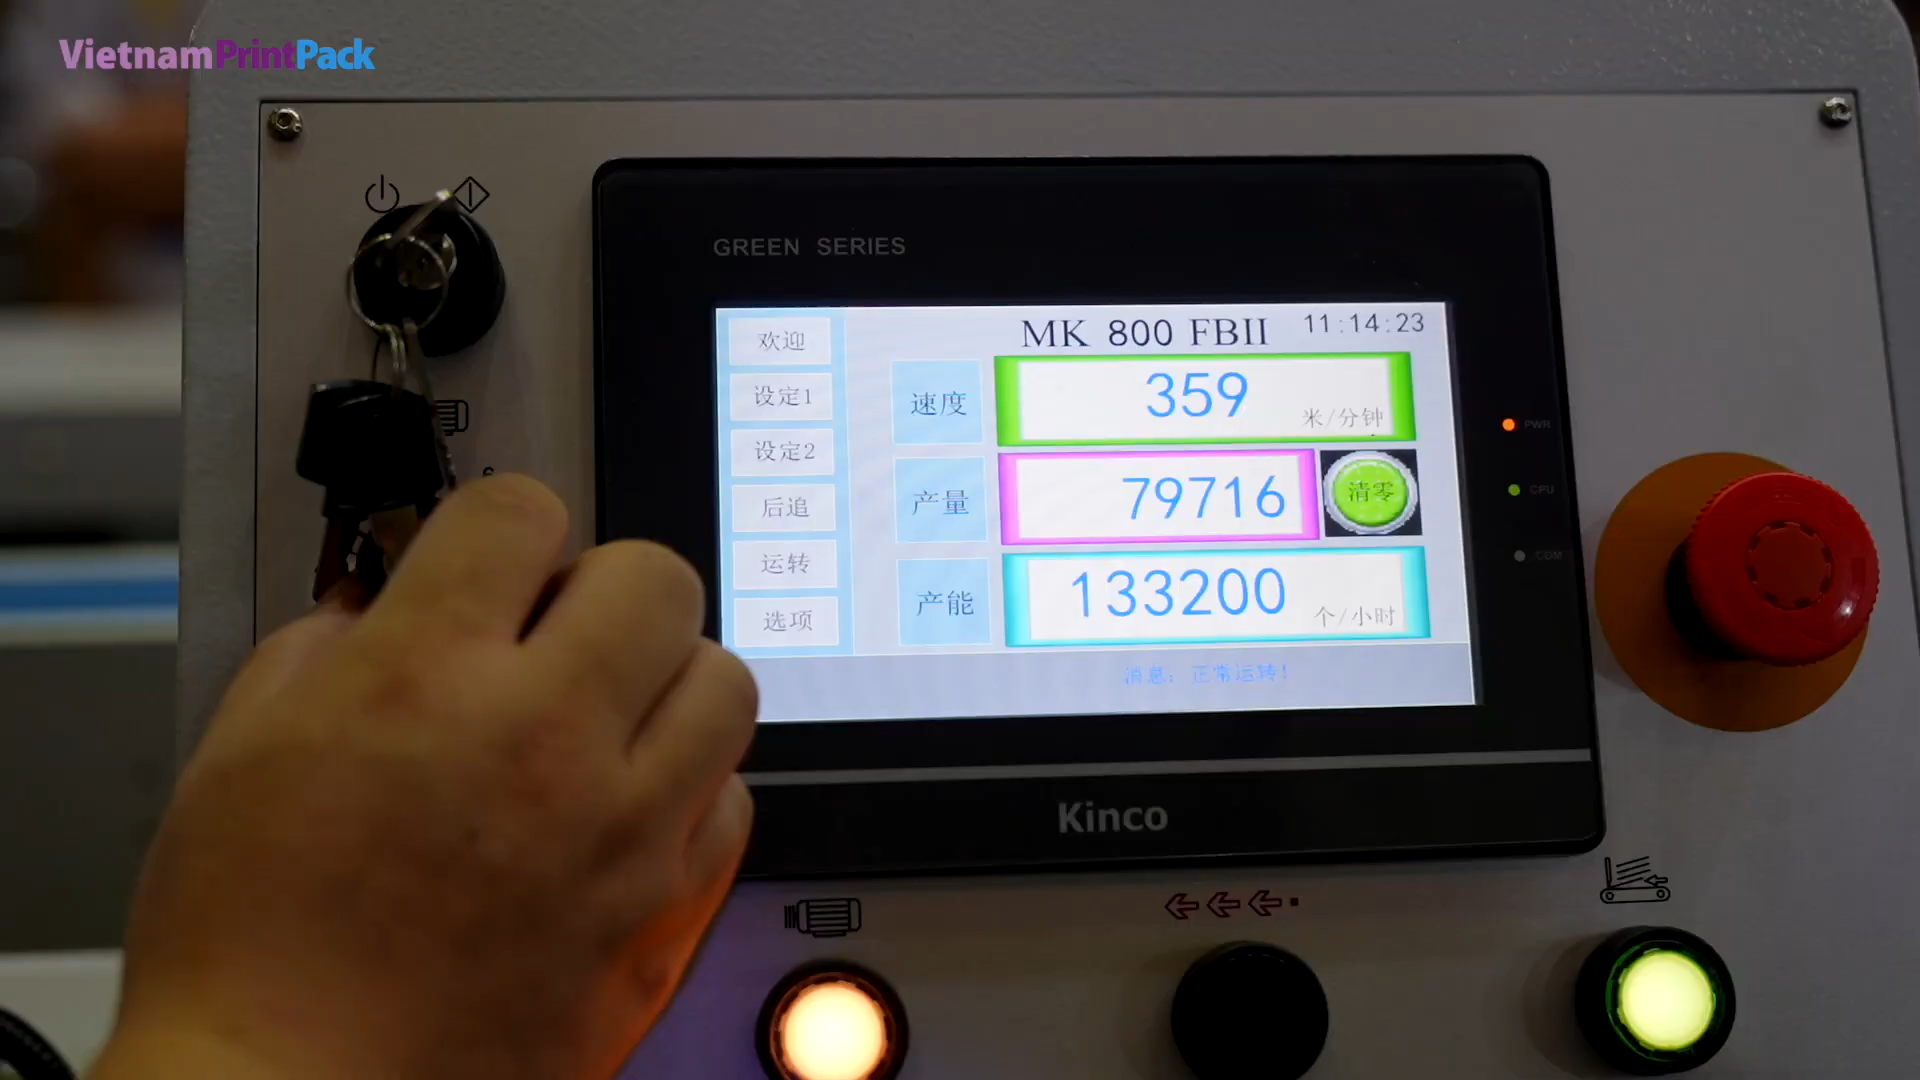 VietnamPrintPack
GREEN SERIES
MK 800 FBII
11:14:23
欢迎
设定1
设定2
后追
运转
选项
速度
359
米/分钟
产量
79716
清零
产能
133200
个/小时
消息：正常运转！
PWR
CPU
COM
Kinco